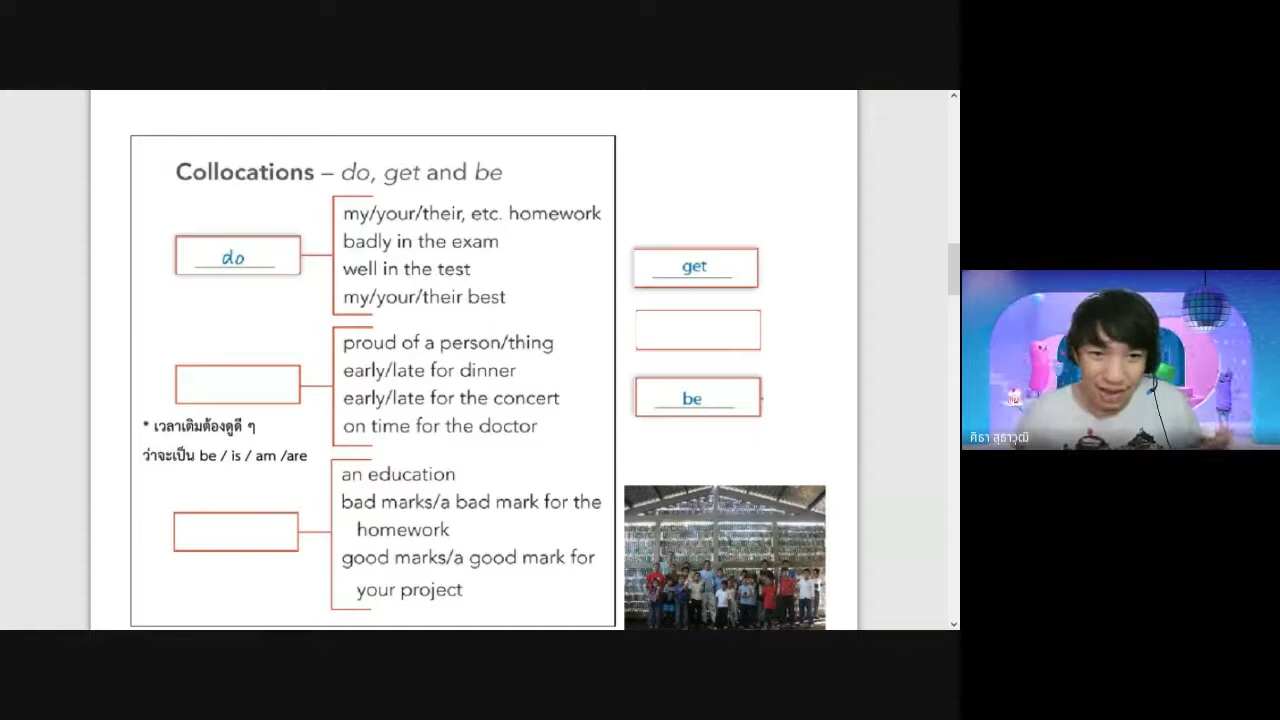 Collocations – do, get and be
do
my/your/their, etc. homework
badly in the exam
well in the test
my/your/their best
proud of a person/thing
early/late for dinner
early/late for the concert
on time for the doctor
* เวลาเติมต้องดูดี ๆ
ว่าจะเป็น be / is / am /are
an education
bad marks/a bad mark for the
homework
good marks/a good mark for
your project
get
be
ศิธา สุธาวุฒิ